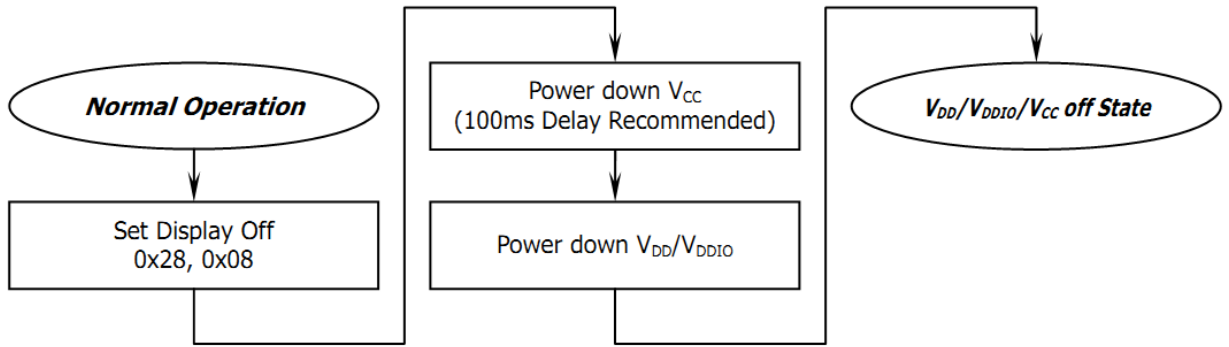 Normal Operation
Set Display Off
0x28, 0x08
Power down VCC
(100ms Delay Recommended)
Power down VDD/VDDIO
VDD/VDDIO/VCC off State